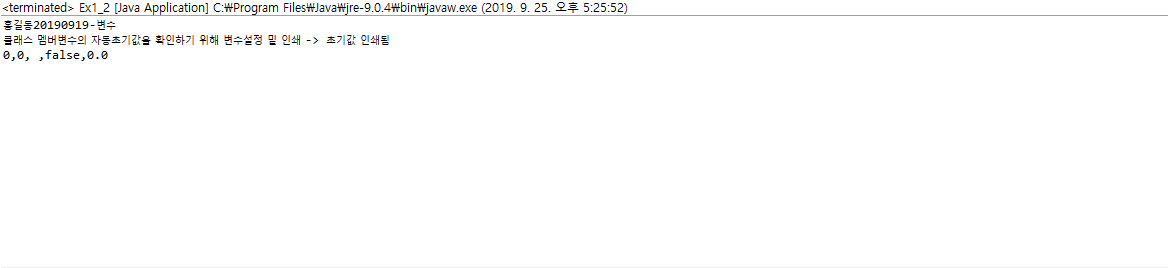 <terminated> Ex1_2 [Java Application] C:₩Program Files₩Java₩jre-9.0.4₩bin₩javaw.exe (2019. 9. 25. 오후 5:25:52)
홍길동20190919-변수
클래스 멤버변수의 자동초기값을 확인하기 위해 변수설정 밑 인쇄 -> 초기값 인쇄됨
0,0, ,false,0.0